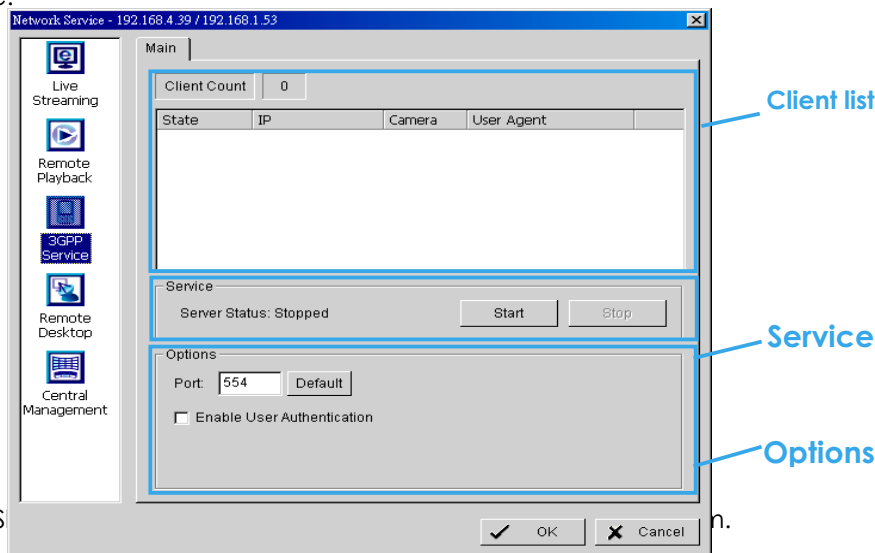 Network Service - 192.168.4.39 / 192.168.1.53
Live
Streaming
Remote
Playback
3GPP
Service
Remote
Desktop
Central
Management
Main
Client Count 0
State IP Camera User Agent
Service
Server Status: Stopped Start Stop
Options
Port: 554 Default
Enable User Authentication
OK Cancel
Client list
Service
Options